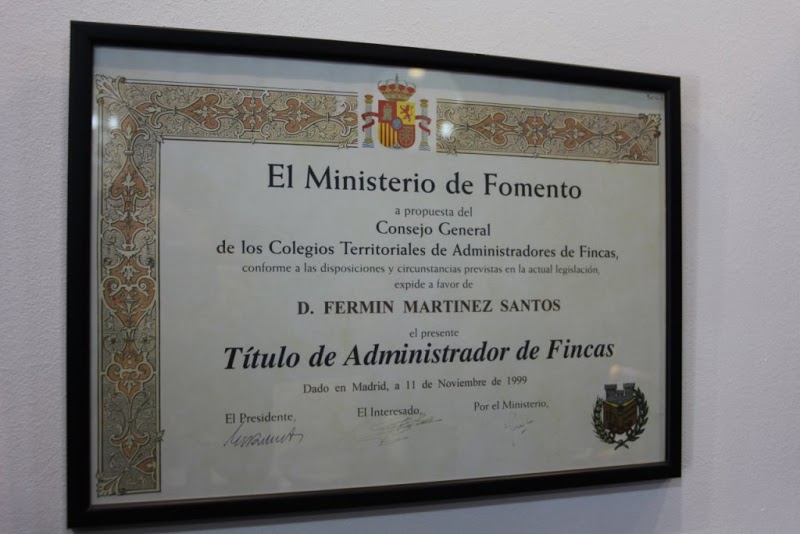 El Ministerio de Fomento
a propuesta del
Consejo General
de los Colegios Territoriales de Administradores de Fincas,
conforme a las disposiciones y circunstancias previstas en la actual legislación,
expide a favor de
D. FERMIN MARTINEZ SANTOS
el presente
Título de Administrador de Fincas
Dado en Madrid, a 11 de Noviembre de 1999
El Presidente,
El Interesado,
Por el Ministerio,